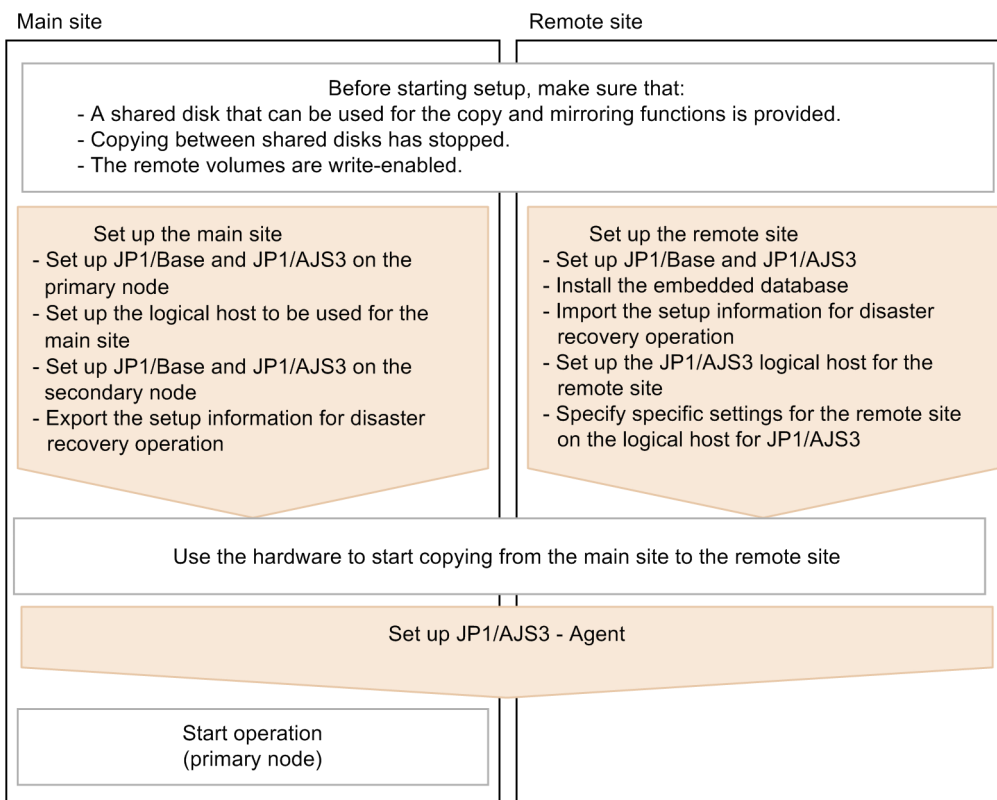 Main site
Remote site
Before starting setup, make sure that:
- A shared disk that can be used for the copy and mirroring functions is provided.
- Copying between shared disks has stopped.
- The remote volumes are write-enabled.
Set up the main site
- Set up JP1/Base and JP1/AJS3 on the
primary node
- Set up the logical host to be used for the
main site
- Set up JP1/Base and JP1/AJS3 on the
secondary node
- Export the setup information for disaster
recovery operation
Set up the remote site
- Set up JP1/Base and JP1/AJS3
- Install the embedded database
- Import the setup information for disaster
recovery operation
- Set up the JP1/AJS3 logical host for the
remote site
- Specify specific settings for the remote site
on the logical host for JP1/AJS3
Use the hardware to start copying from the main site to the remote site
Set up JP1/AJS3 - Agent
Start operation
(primary node)